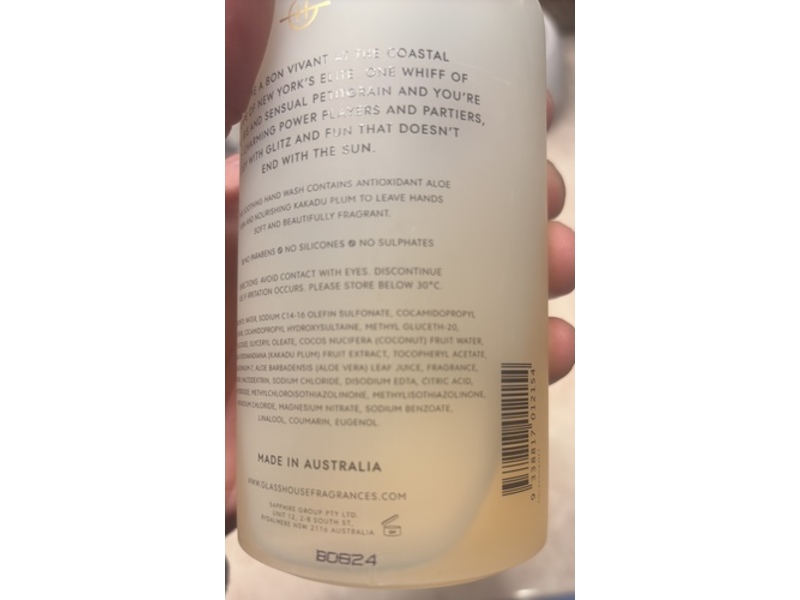 A BON VIVANT AT THE COASTAL
OF NEW YORK'S ELITE. ONE WHIFF OF
AND SENSUAL PETITGRAIN AND YOU'RE
CHARMING POWER PLAYERS AND PARTIERS,
WITH GLITZ AND FUN THAT DOESN'T
END WITH THE SUN.
SOOTHING HAND WASH CONTAINS ANTIOXIDANT ALOE
AND NOURISHING KAKADU PLUM TO LEAVE HANDS
SOFT AND BEAUTIFULLY FRAGRANT.
NO PARABENS NO SILICONES NO SULPHATES
AVOID CONTACT WITH EYES. DISCONTINUE
IRRITATION OCCURS. PLEASE STORE BELOW 30°C.
WATER, SODIUM C14-16 OLEFIN SULFONATE, COCAMIDOPROPYL
COCAMIDOPROPYL HYDROXYSULTAINE, METHYL GLUCETH-20,
GLYCERYL OLEATE, COCOS NUCIFERA (COCONUT) FRUIT WATER,
(KAKADU PLUM) FRUIT EXTRACT, TOCOPHERYL ACETATE,
ALOE BARBADENSIS (ALOE VERA) LEAF JUICE, FRAGRANCE,
SODIUM CHLORIDE, DISODIUM EDTA, CITRIC ACID,
METHYLCHLOROISOTHIAZOLINONE, METHYLISOTHIAZOLINONE,
CHLORIDE, MAGNESIUM NITRATE, SODIUM BENZOATE,
LINALOOL, COUMARIN, EUGENOL.
MADE IN AUSTRALIA
WWW.GLASSHOUSEFRAGRANCES.COM
SAPPHIRE GROUP PTY LTD.
UNIT 12, 2-8 SOUTH ST,
RYDALMERE NSW 2116 AUSTRALIA
B0824
9 338817 012154